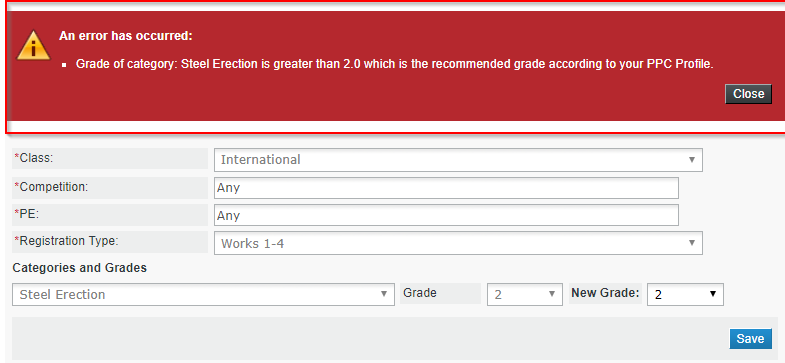 An error has occurred:
Grade of category: Steel Erection is greater than 2.0 which is the recommended grade according to your PPC Profile.
Close
*Class: International
*Competition: Any
*PE: Any
*Registration Type: Works 1-4
Categories and Grades
Steel Erection Grade 2 New Grade: 2
Save